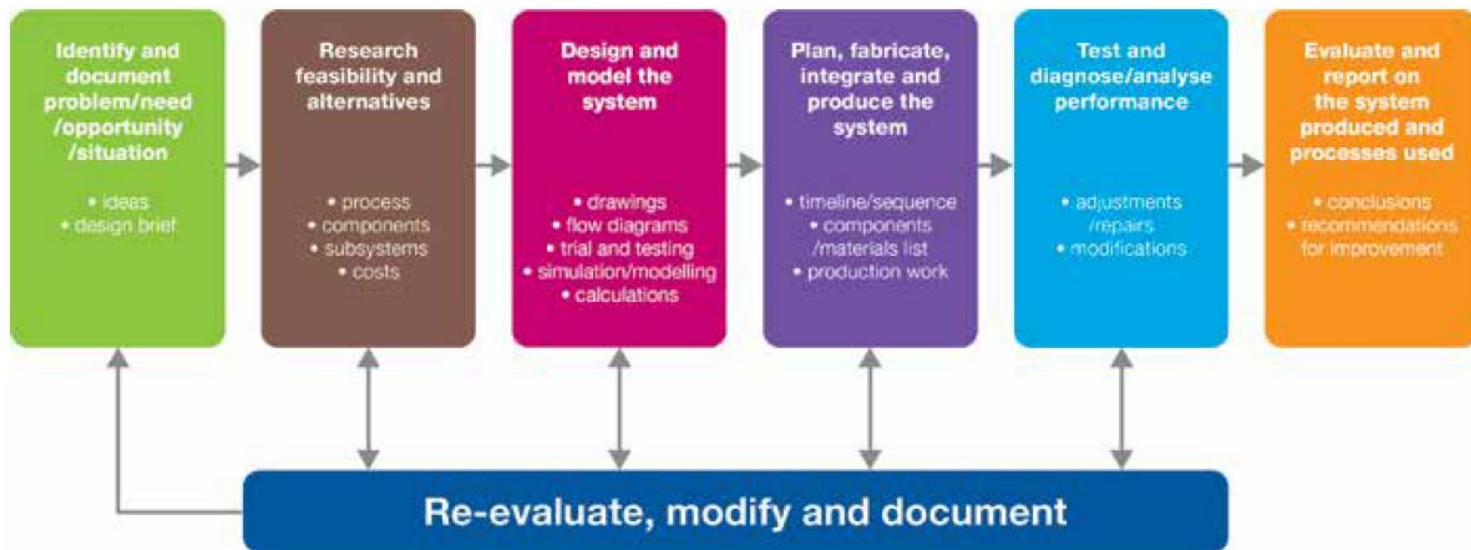 Identify and
document
problem/need
/opportunity
/situation
• ideas
• design brief
Research
feasibility and
alternatives
• process
• components
• subsystems
• costs
Design and
model the
system
• drawings
• flow diagrams
• trial and testing
• simulation/modelling
• calculations
Plan, fabricate,
integrate and
produce the
system
• timeline/sequence
• components
/materials list
• production work
Test and
diagnose/analyse
performance
• adjustments
/repairs
• modifications
Evaluate and
report on
the system
produced and
processes used
• conclusions
• recommendations
for improvement
Re-evaluate, modify and document